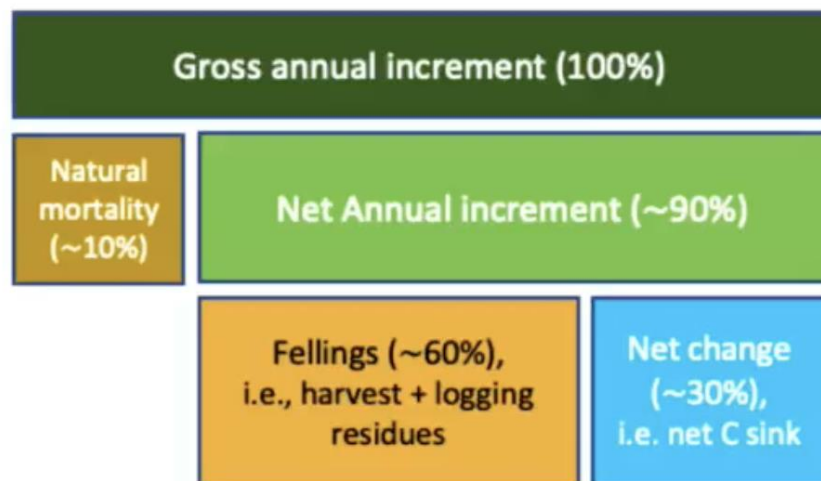 Gross annual increment (100%)
Natural
mortality
(~10%)
Net Annual increment (~90%)
Fellings (~60%),
i.e., harvest + logging
residues
Net change
(~30%),
i.e. net C sink